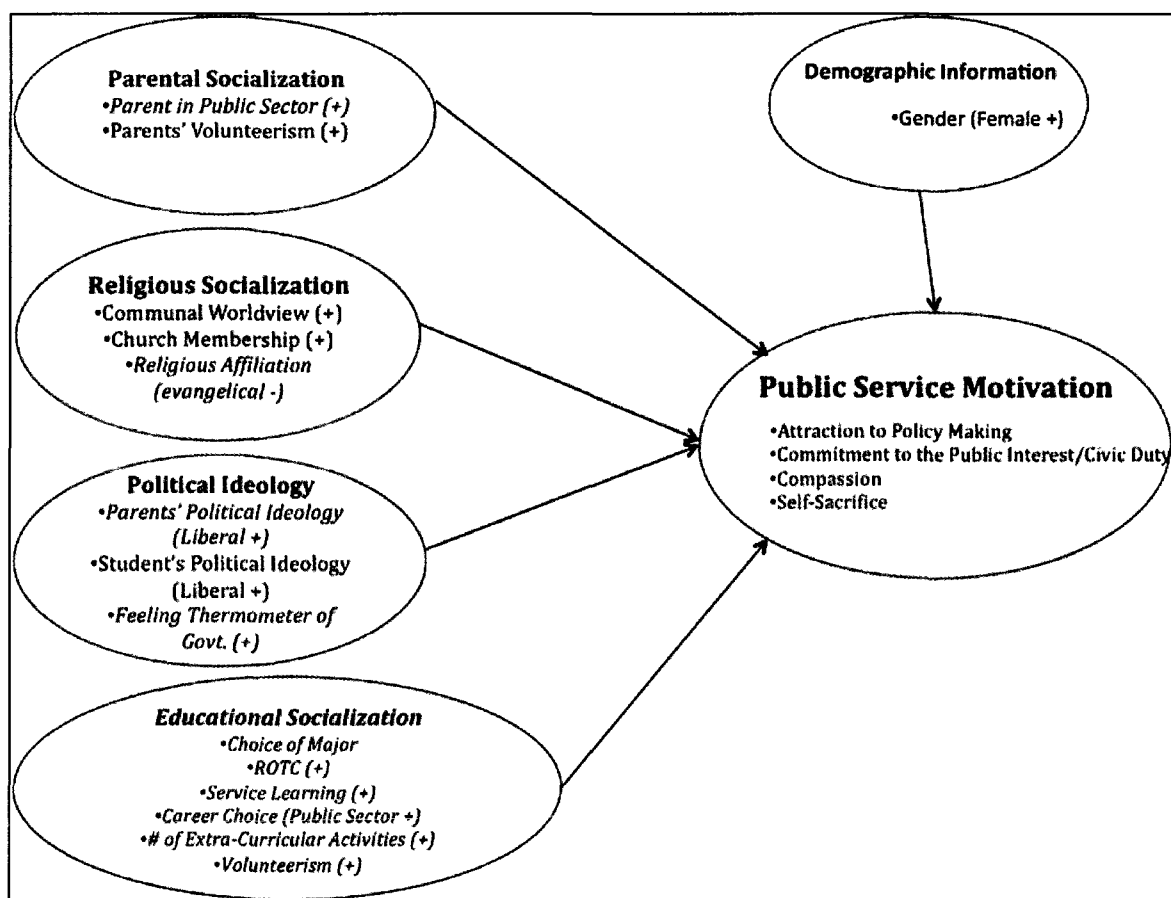 Parental Socialization
•Parent in Public Sector (+)
•Parents' Volunteerism (+)
Demographic Information
•Gender (Female +)
Religious Socialization
•Communal Worldview (+)
•Church Membership (+)
•Religious Affiliation
(evangelical -)
Public Service Motivation
•Attraction to Policy Making
•Commitment to the Public Interest/Civic Duty
•Compassion
•Self-Sacrifice
Political Ideology
•Parents' Political Ideology
(Liberal +)
•Student's Political Ideology
(Liberal +)
•Feeling Thermometer of
Govt. (+)
Educational Socialization
•Choice of Major
•ROTC (+)
•Service Learning (+)
•Career Choice (Public Sector +)
•# of Extra-Curricular Activities (+)
•Volunteerism (+)